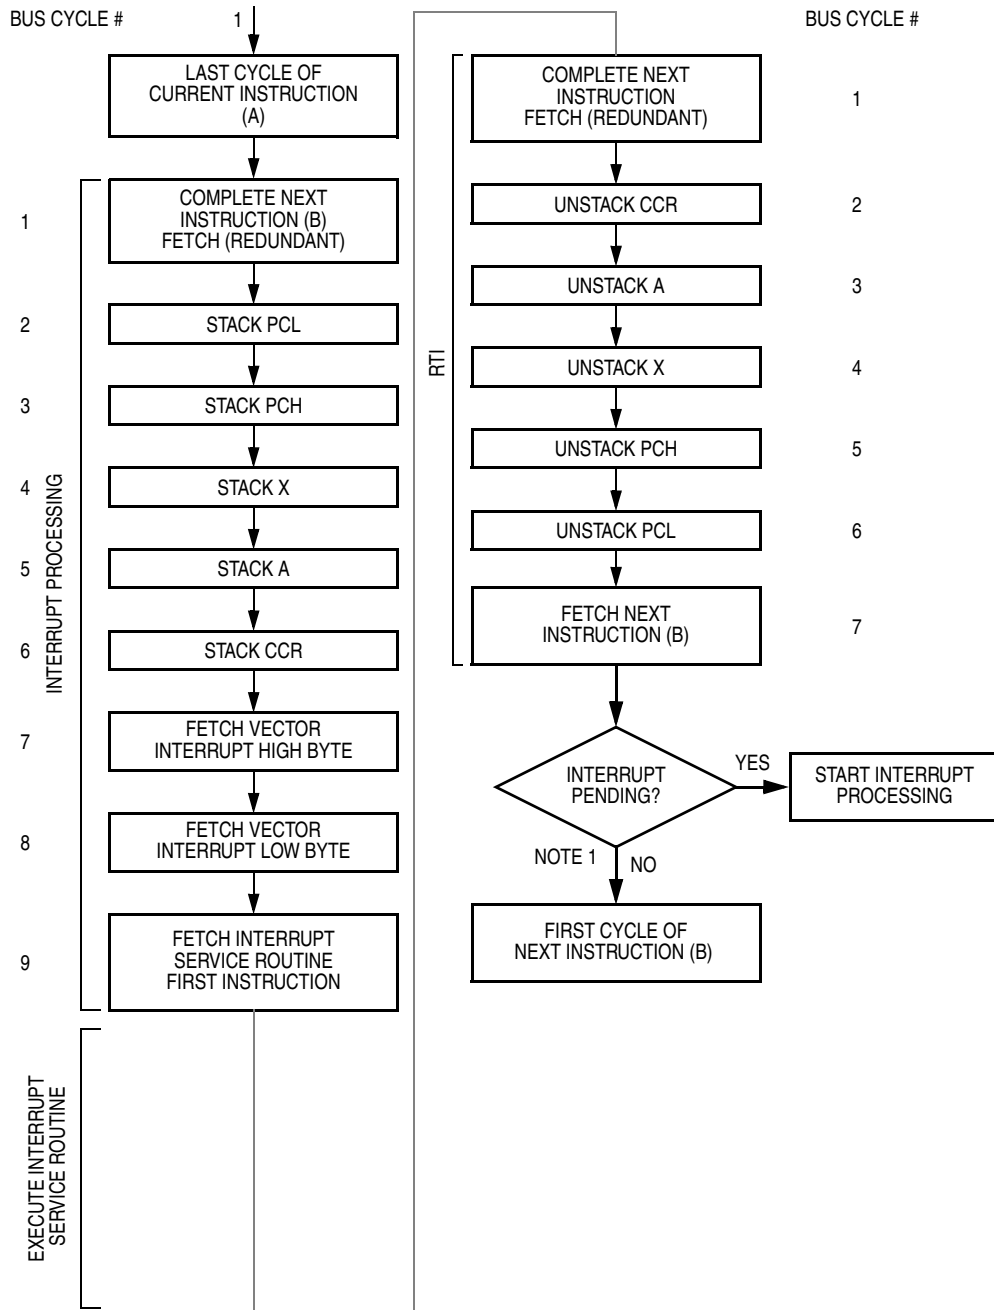 BUS CYCLE #
1
LAST CYCLE OF
CURRENT INSTRUCTION
(A)
1
COMPLETE NEXT
INSTRUCTION (B)
FETCH (REDUNDANT)
2
STACK PCL
3
STACK PCH
4
STACK X
5
STACK A
6
STACK CCR
7
FETCH VECTOR
INTERRUPT HIGH BYTE
8
FETCH VECTOR
INTERRUPT LOW BYTE
9
FETCH INTERRUPT
SERVICE ROUTINE
FIRST INSTRUCTION
INTERRUPT PROCESSING
EXECUTE INTERRUPT
SERVICE ROUTINE
BUS CYCLE #
COMPLETE NEXT
INSTRUCTION
FETCH (REDUNDANT)
1
UNSTACK CCR
2
UNSTACK A
3
UNSTACK X
4
UNSTACK PCH
5
UNSTACK PCL
6
FETCH NEXT
INSTRUCTION (B)
7
RTI
INTERRUPT
PENDING?
YES
START INTERRUPT
PROCESSING
NOTE 1
NO
FIRST CYCLE OF
NEXT INSTRUCTION (B)